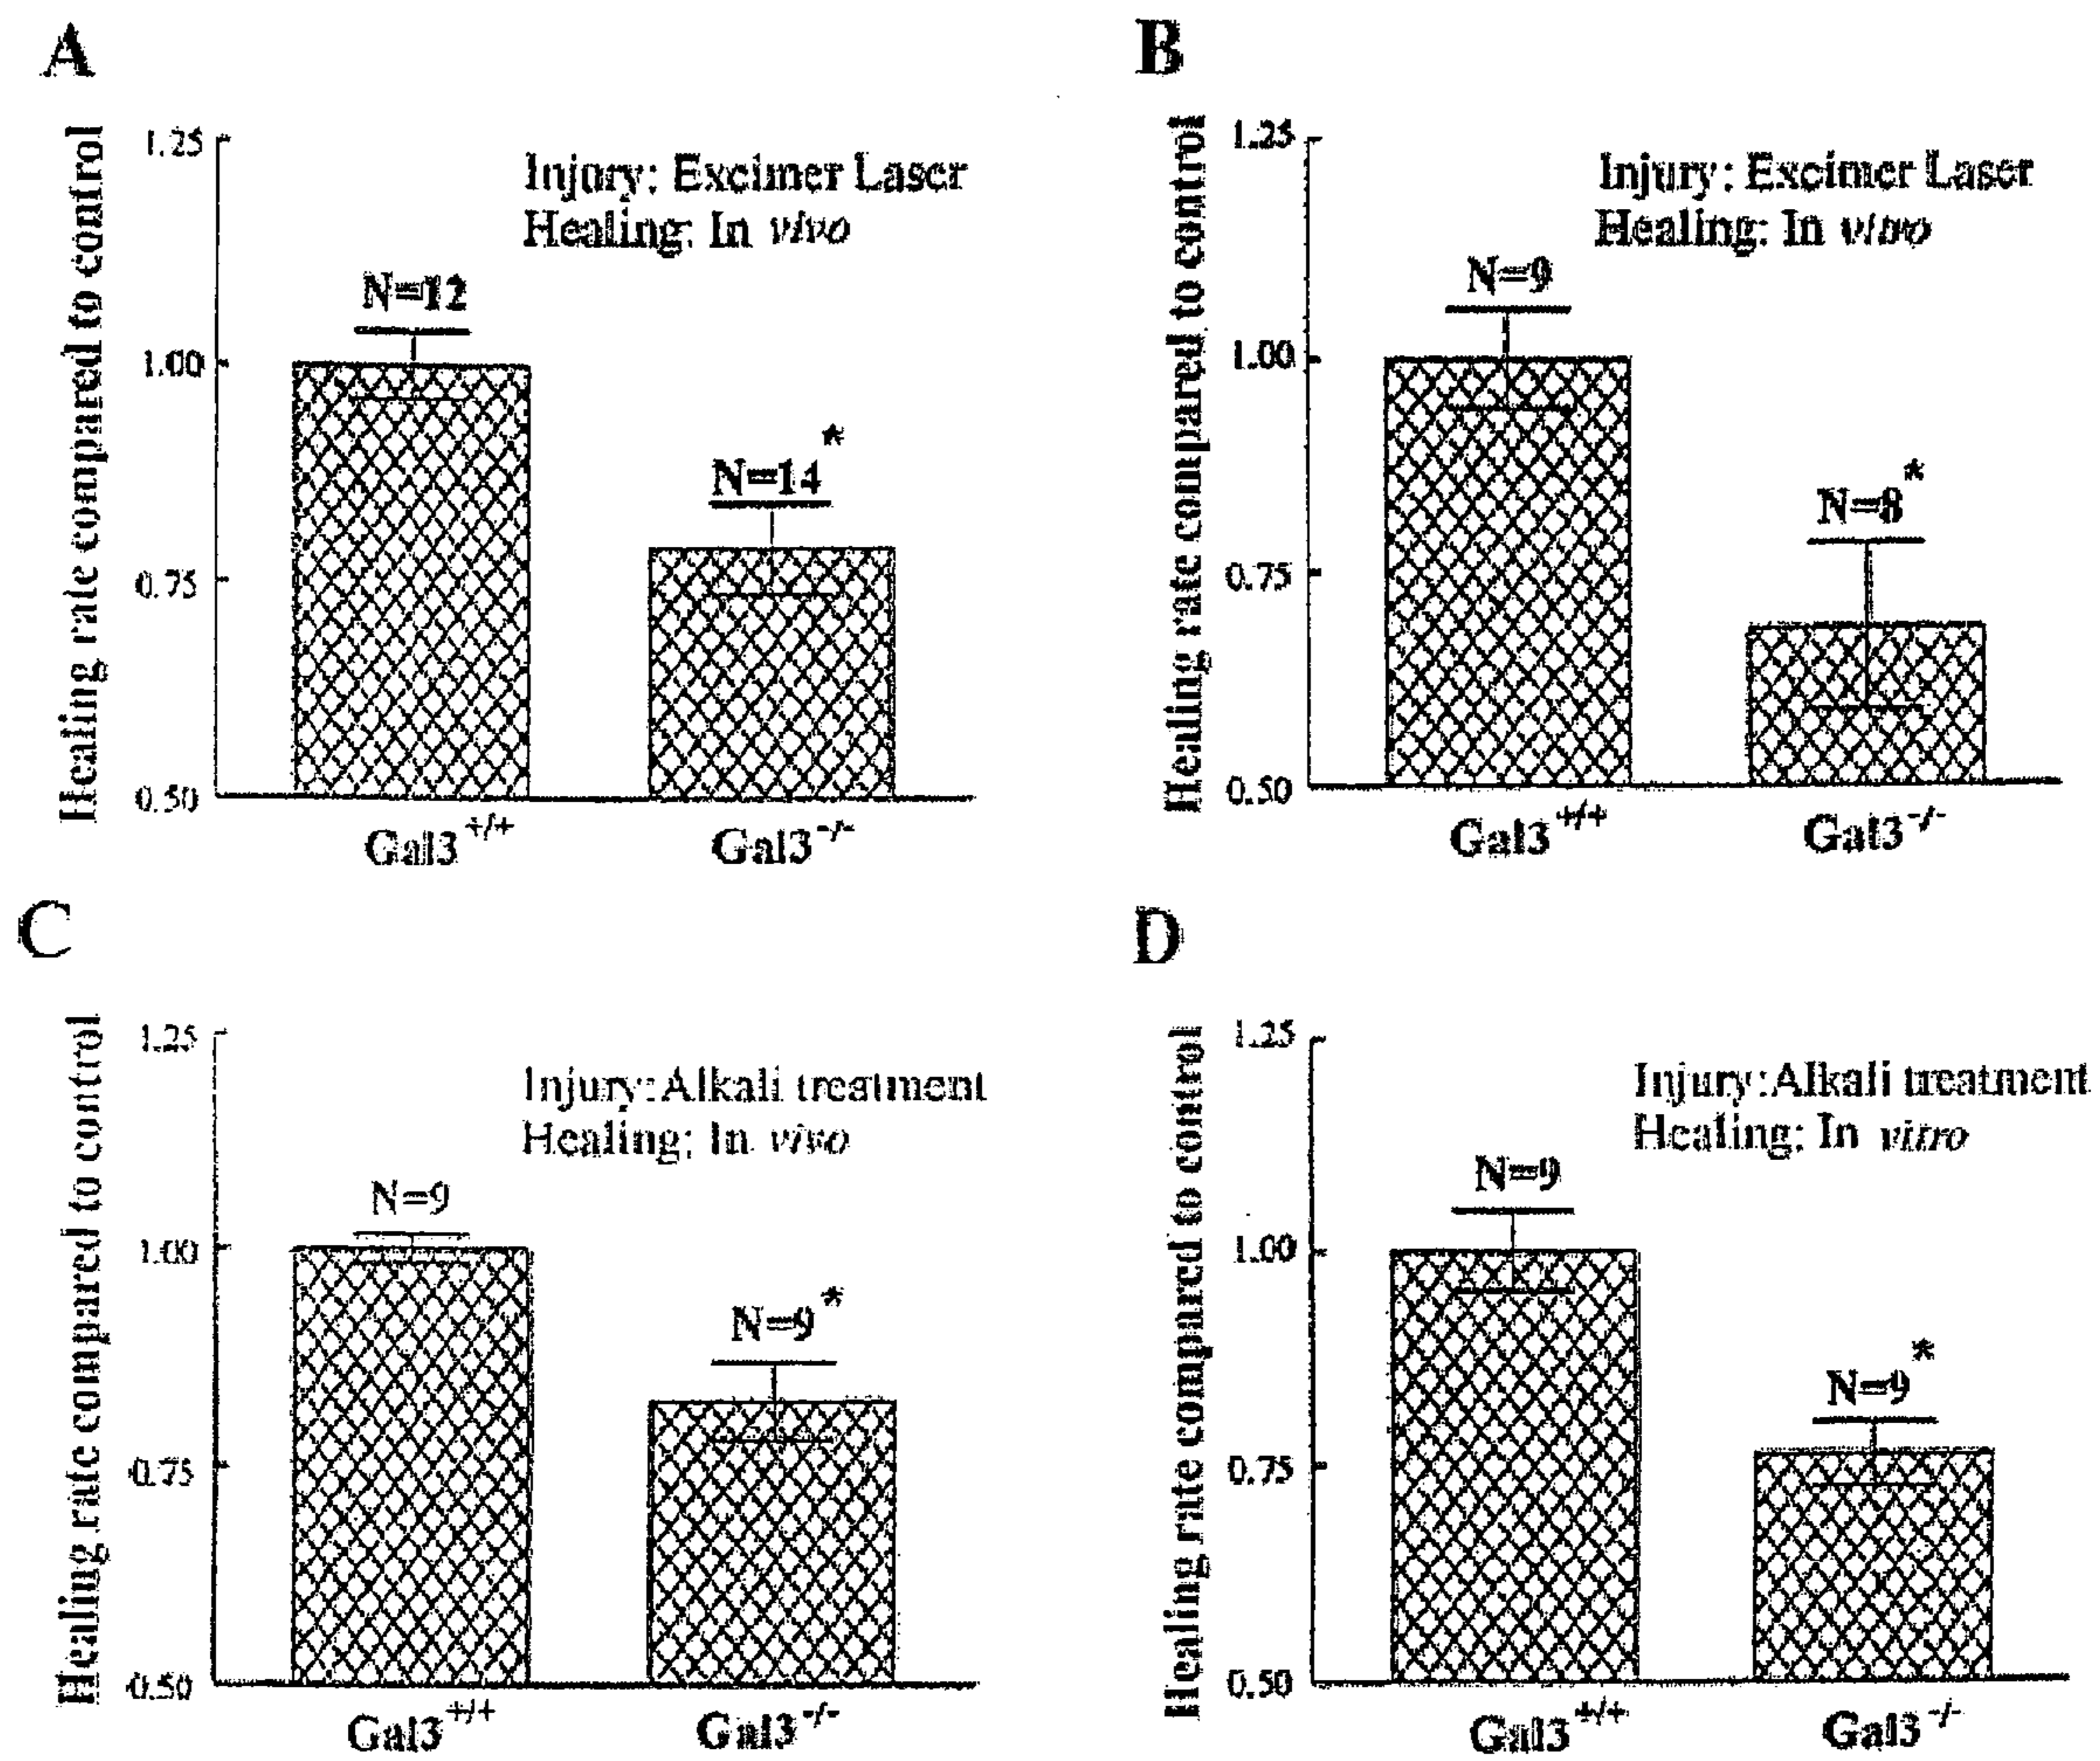 A
Healing rate compared to control
1.25
1.00
0.75
0.50
Injury: Excimer Laser
Healing: In vivo
N=12
N=14*
Gal3+/+
Gal3-/-
B
Healing rate compared to control
1.25
1.00
0.75
0.50
Injury: Excimer Laser
Healing: In vitro
N=9
N=8*
Gal3+/+
Gal3-/-
C
Healing rate compared to control
1.25
1.00
0.75
0.50
Injury:Alkali treatment
Healing: In vivo
N=9
N=9*
Gal3+/+
Gal3-/-
D
Healing rate compared to control
1.25
1.00
0.75
0.50
Injury:Alkali treatment
Healing: In vitro
N=9
N=9*
Gal3+/+
Gal3-/-